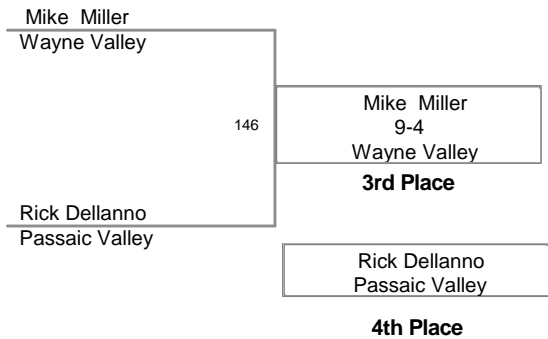 Mike Miller
Wayne Valley
146
Mike Miller
9-4
Wayne Valley
3rd Place
Rick Dellanno
Passaic Valley
Rick Dellanno
Passaic Valley
4th Place